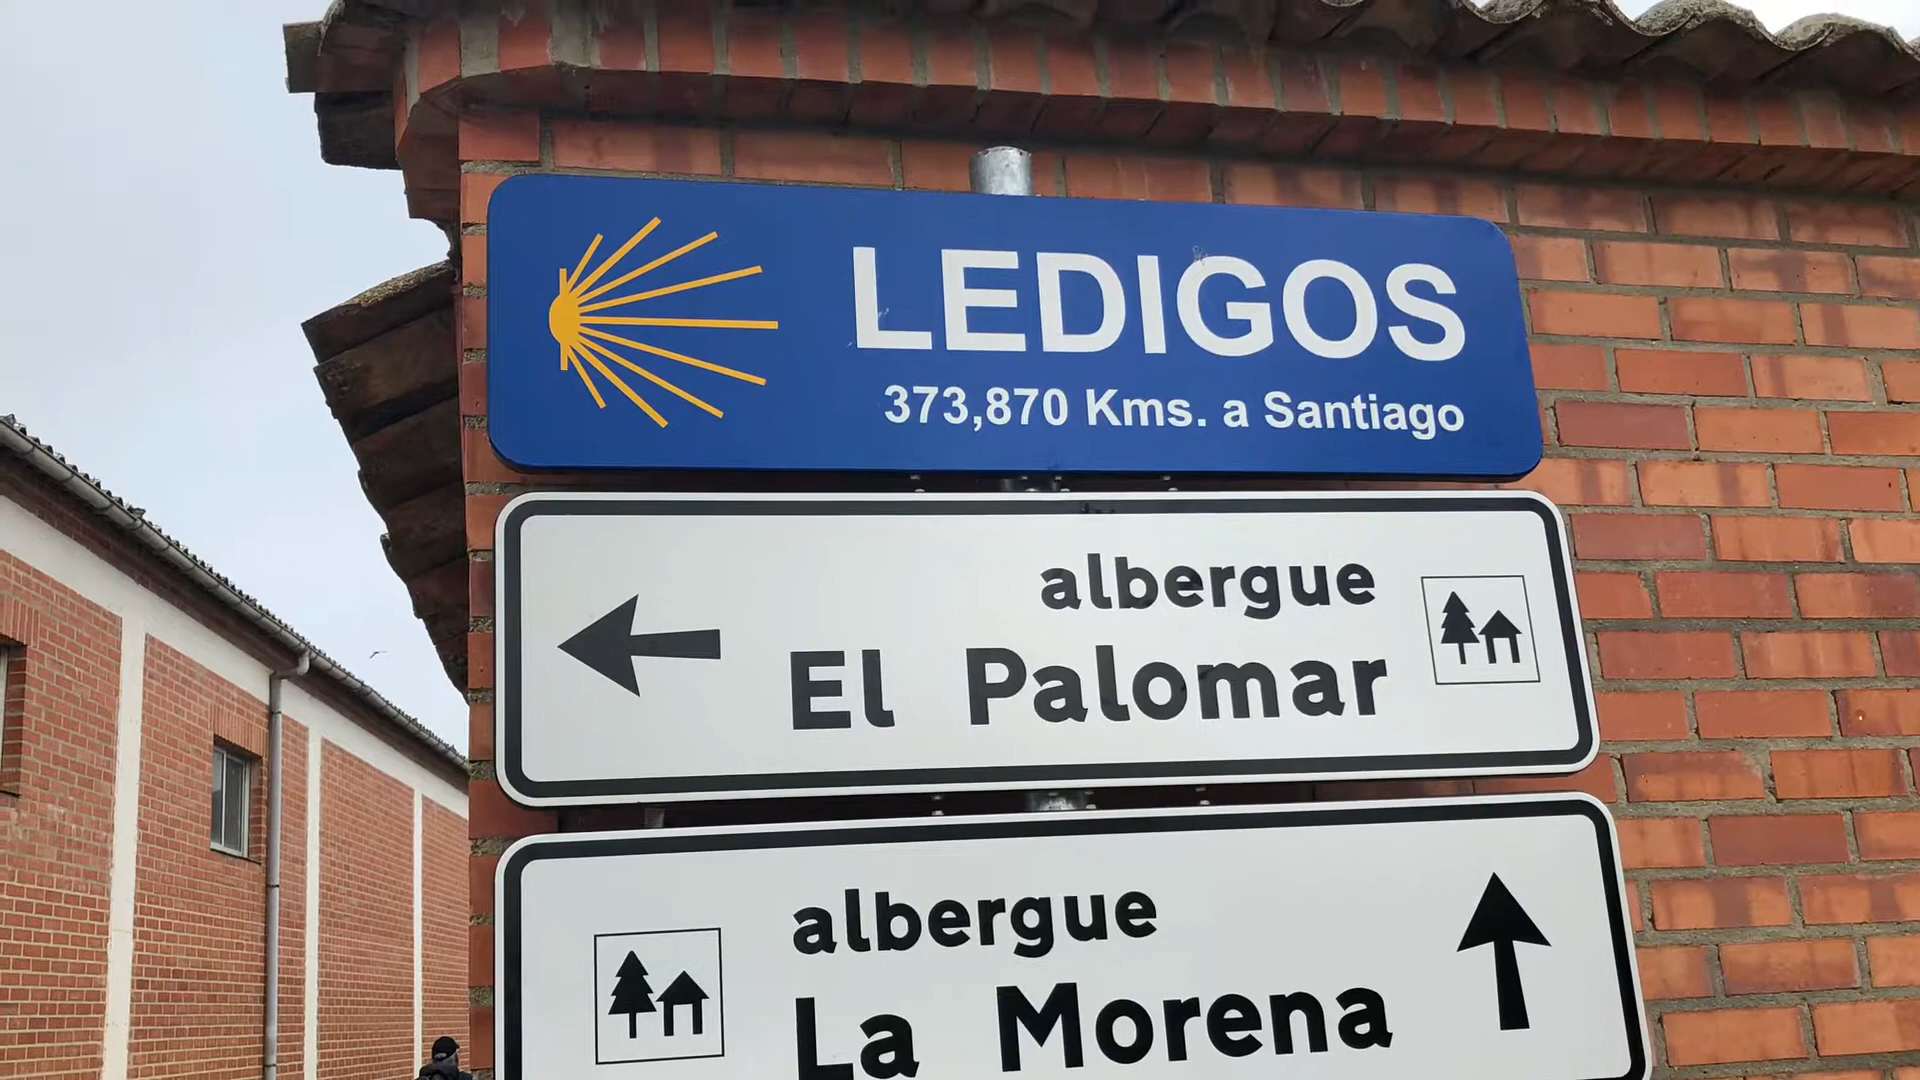 LEDIGOS
373,870 Kms. a Santiago
albergue
El Palomar
albergue
La Morena